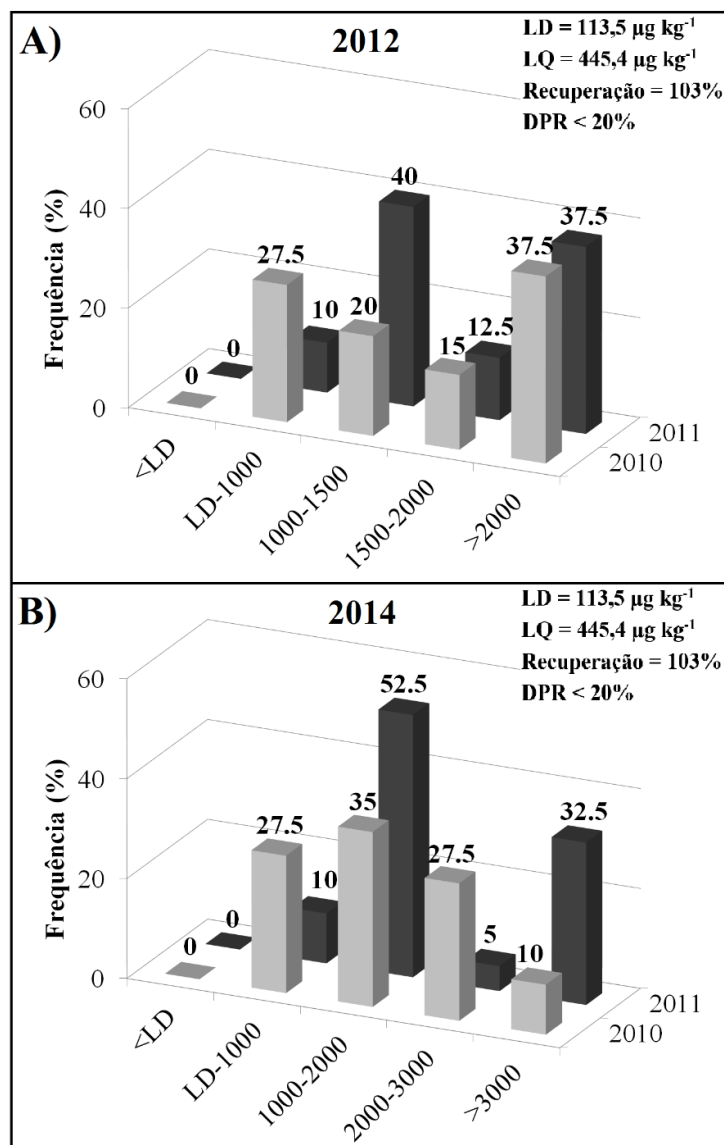 A)
2012
LD = 113,5 µg kg⁻¹
LQ = 445,4 µg kg⁻¹
Recuperação = 103%
DPR < 20%
Frequência (%)
60
40
20
0
0
27.5
20
15
37.5
0
10
40
12.5
37.5
<LD
LD-1000
1000-1500
1500-2000
>2000
2011
2010
B)
2014
LD = 113,5 µg kg⁻¹
LQ = 445,4 µg kg⁻¹
Recuperação = 103%
DPR < 20%
Frequência (%)
60
40
20
0
0
27.5
35
27.5
10
0
10
52.5
5
32.5
<LD
LD-1000
1000-2000
2000-3000
>3000
2011
2010